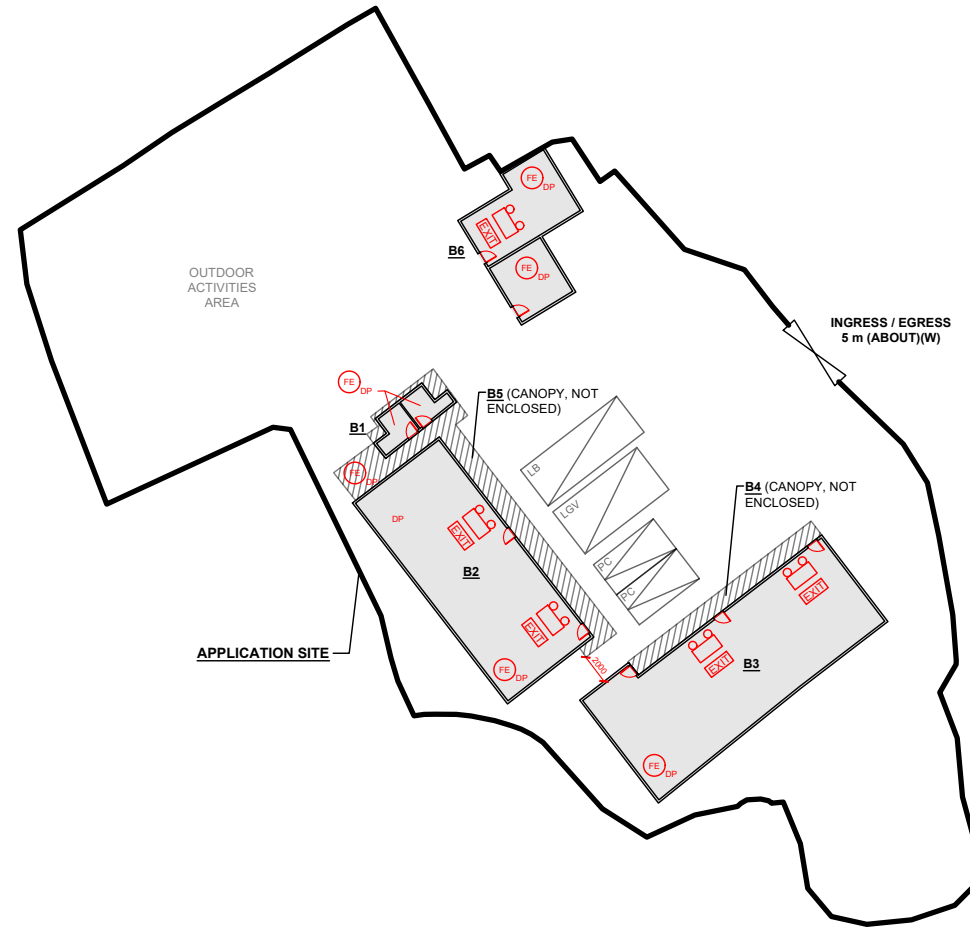 FE
DP
EXIT
B6
FE
DP
OUTDOOR
ACTIVITIES
AREA
INGRESS / EGRESS
5 m (ABOUT)(W)
FE
DP
B5 (CANOPY, NOT
ENCLOSED)
B1
LB
FE
DP
LGV
B4 (CANOPY, NOT
ENCLOSED)
DP
EXIT
PC
PC
B2
EXIT
EXIT
APPLICATION SITE
2000
EXIT
B3
FE
DP
FE
DP